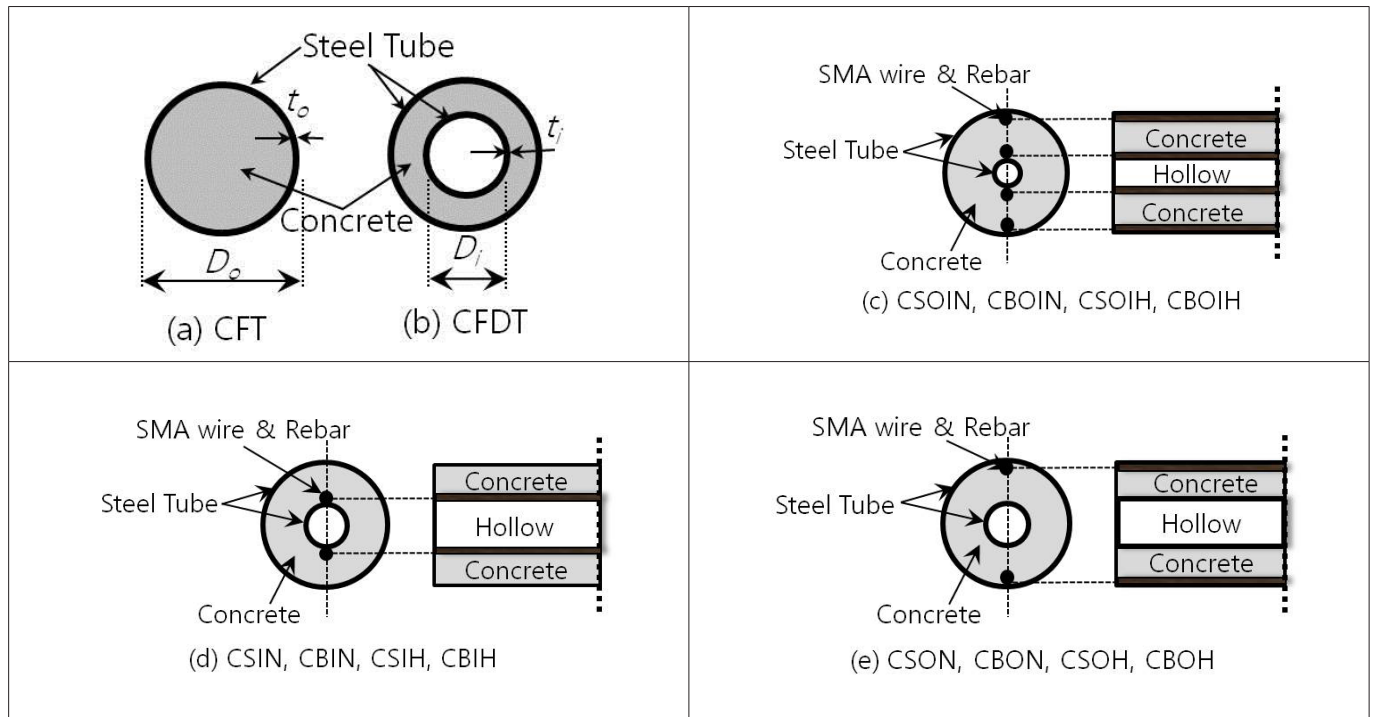 Steel Tube
t_o
t_i
Concrete
D_o
D_i
(a) CFT
(b) CFDT
SMA wire & Rebar
Steel Tube
Concrete
Hollow
Concrete
Concrete
(c) CSOIN, CBOIN, CSOIH, CBOIH
SMA wire & Rebar
Steel Tube
Concrete
Hollow
Concrete
Concrete
(d) CSIN, CBIN, CSIH, CBIH
SMA wire & Rebar
Steel Tube
Concrete
Hollow
Concrete
Concrete
(e) CSON, CBON, CSOH, CBOH